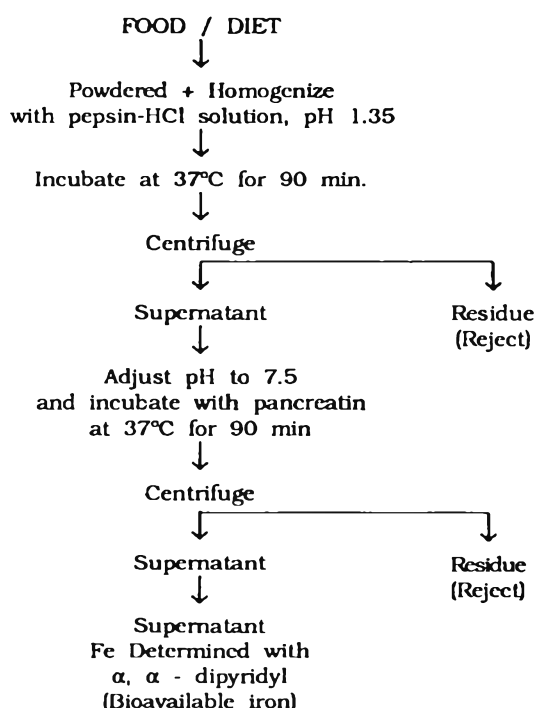 FOOD / DIET
Powdered + Homogenize
with pepsin-HCl solution, pH 1.35
Incubate at 37°C for 90 min.
Centrifuge
Supernatant
Residue
(Reject)
Adjust pH to 7.5
and incubate with pancreatin
at 37°C for 90 min
Centrifuge
Supernatant
Residue
(Reject)
Supernatant
Fe Determined with
α, α - dipyridyl
(Bioavailable iron)